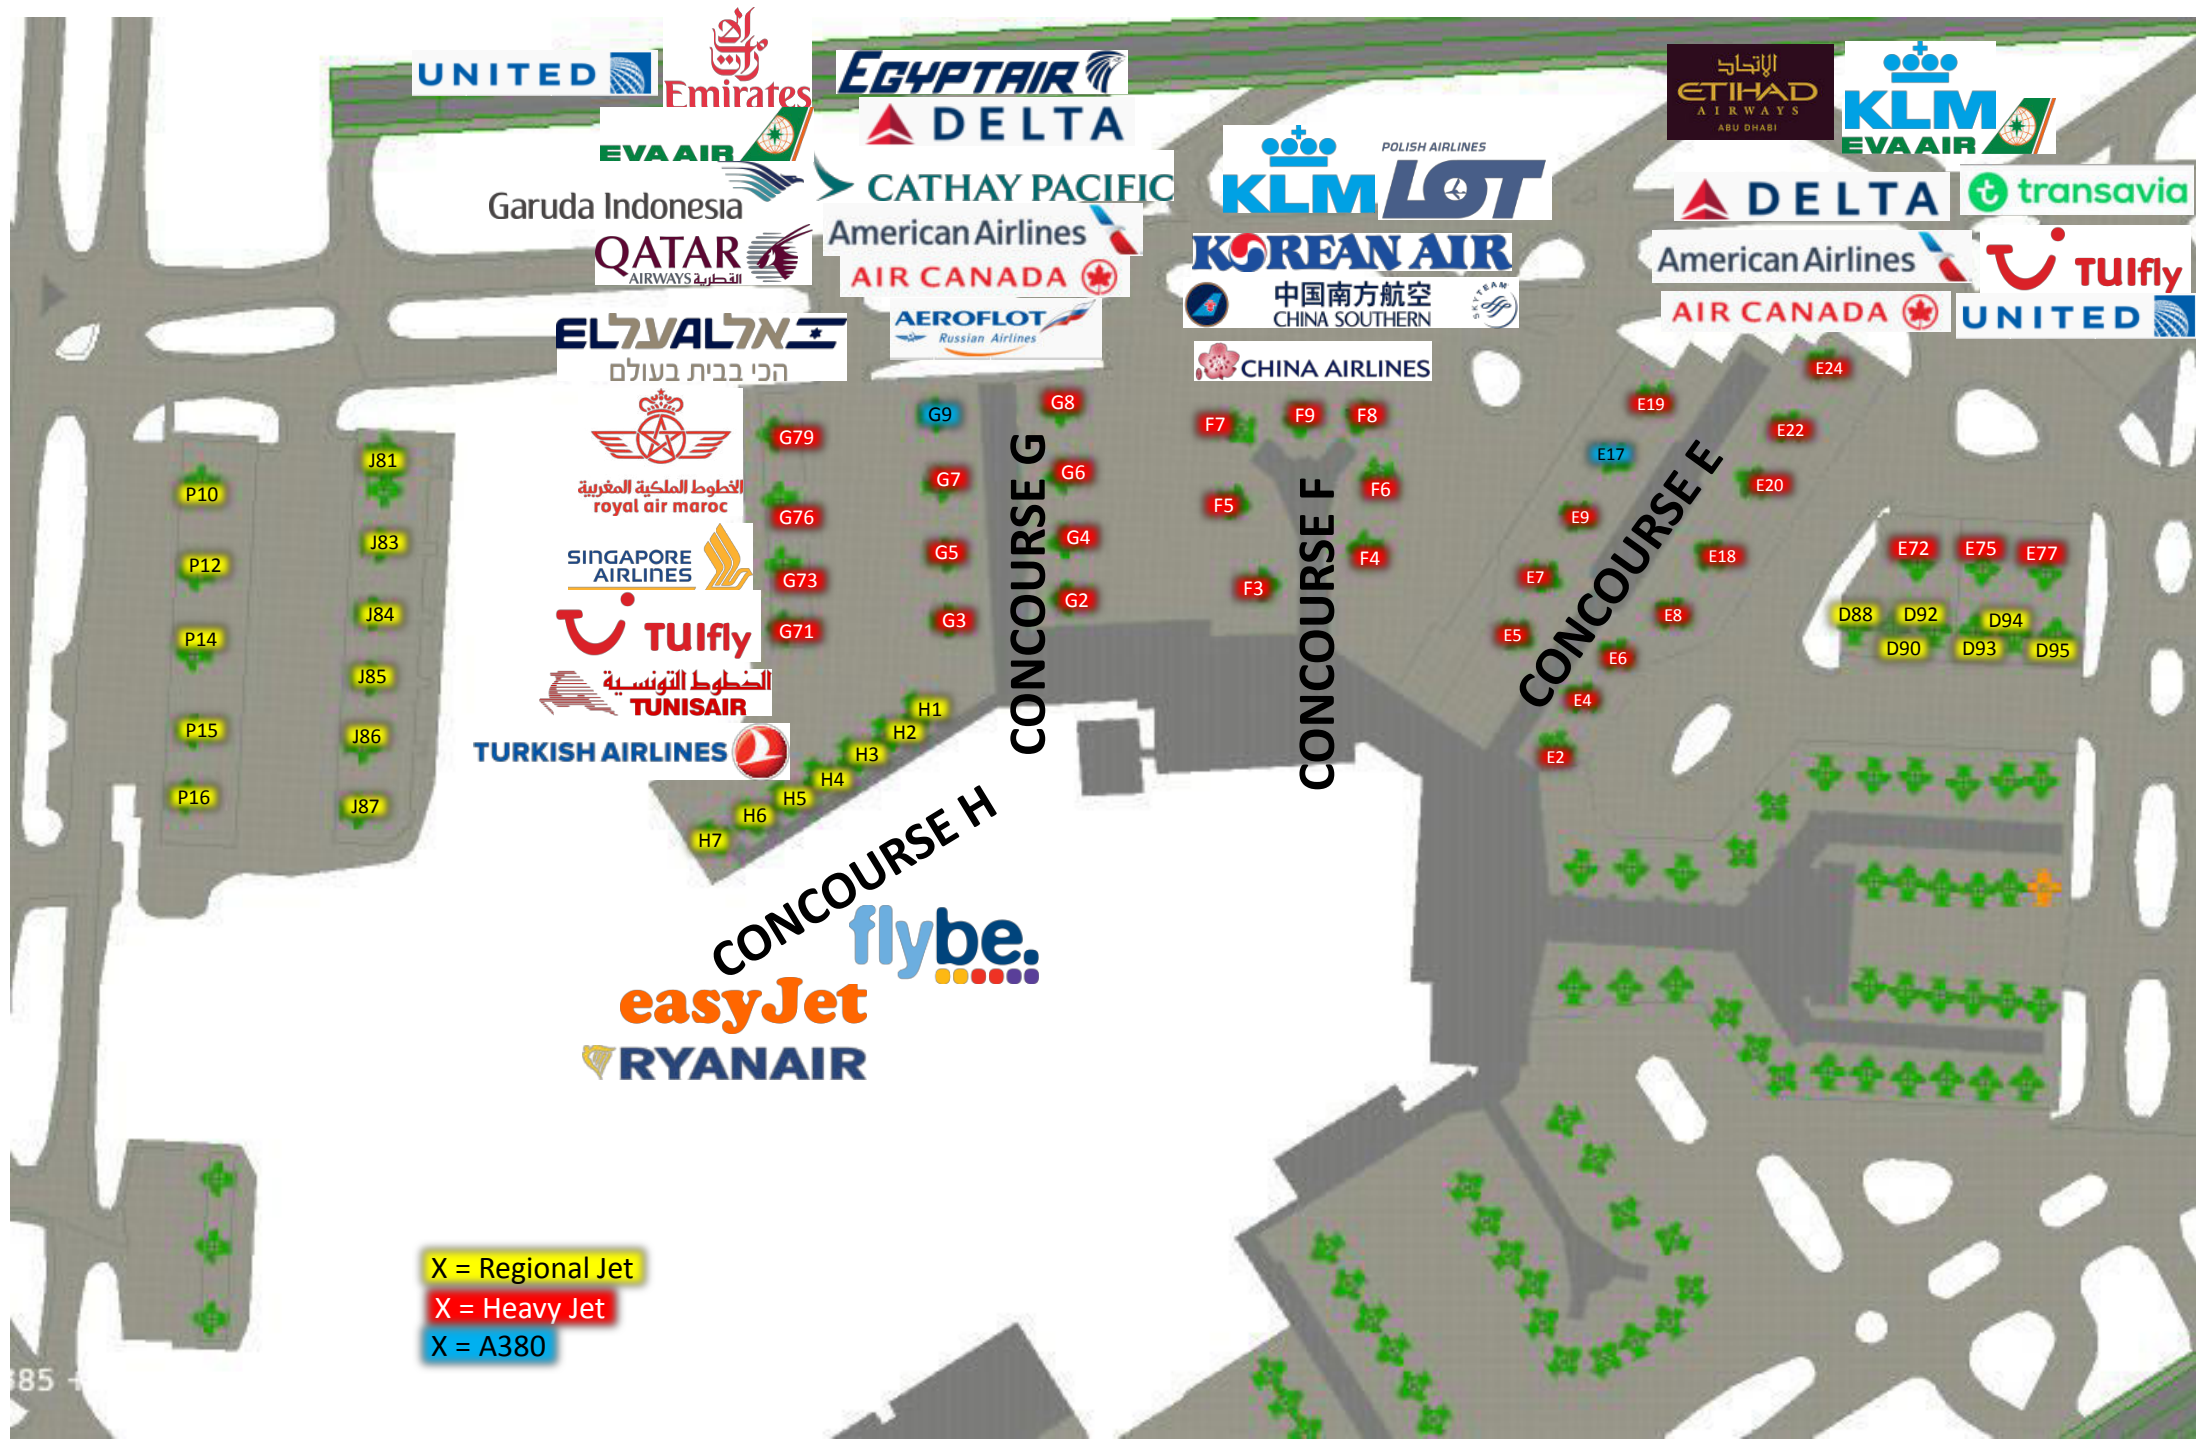 UNITED
الإمارات
Emirates
EVA AIR
Garuda Indonesia
QATAR
AIRWAYS القطرية
EGYPTAIR
DELTA
CATHAY PACIFIC
American Airlines
AIR CANADA
AEROFLOT
Russian Airlines
ELאלעלAL
הכי בבית בעולם
الخطوط الملكية المغربية
royal air maroc
SINGAPORE
AIRLINES
TUIfly
الخطوط التونسية
TUNISAIR
TURKISH AIRLINES
KLM
POLISH AIRLINES
LOT
KOREAN AIR
中国南方航空
CHINA SOUTHERN
SKYTEAM
CHINA AIRLINES
الإتحاد
ETIHAD
AIRWAYS
ABU DHABI
KLM
EVA AIR
DELTA
transavia
American Airlines
TUIfly
AIR CANADA
UNITED
P10
P12
P14
P15
P16
J81
J83
J84
J85
J86
J87
G79
G76
G73
G71
G9
G7
G5
G3
G8
G6
G4
G2
CONCOURSE G
H1
H2
H3
H4
H5
H6
H7
CONCOURSE H
flybe.
easyJet
RYANAIR
F7
F9
F8
F5
F6
F3
F4
CONCOURSE F
E24
E19
E22
E17
E20
E9
E18
E7
E8
E5
E6
E4
E2
CONCOURSE E
E72
E75
E77
D88
D92
D94
D90
D93
D95
X = Regional Jet
X = Heavy Jet
X = A380
385 +